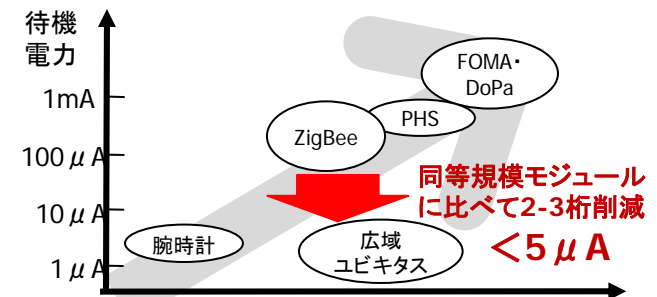 待機
電力
1mA
100μA
10μA
1μA
FOMA・
DoPa
PHS
ZigBee
同等規模モジュール
に比べて2-3桁削減
<5μA
腕時計
広域
ユビキタス